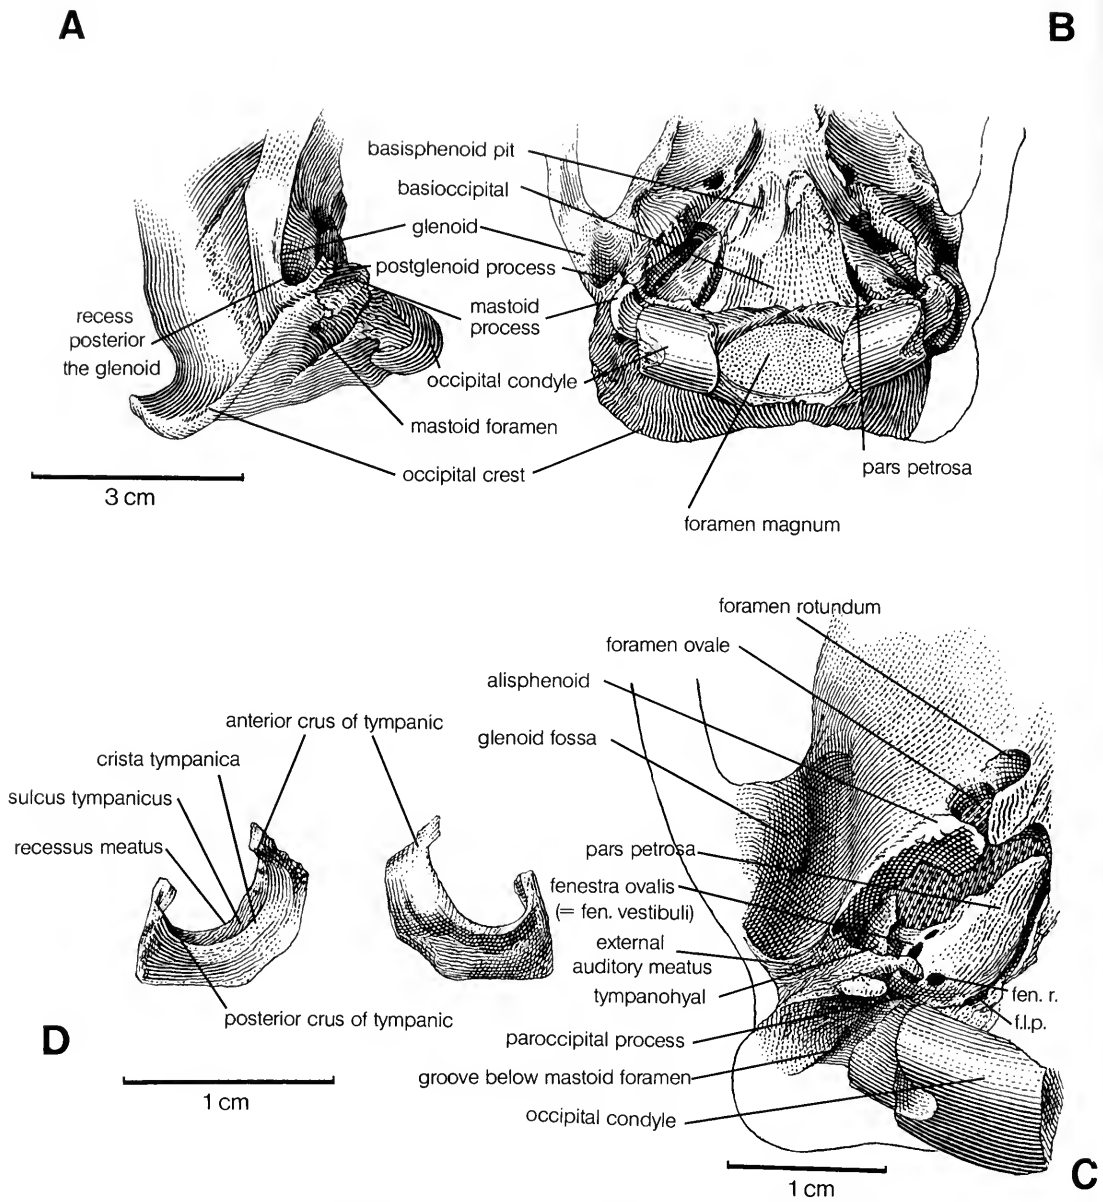 A
B
basisphenoid pit
basioccipital
glenoid
postglenoid process
recess
posterior
the glenoid
mastoid
process
occipital condyle
mastoid foramen
occipital crest
pars petrosa
3 cm
foramen magnum
foramen rotundum
foramen ovale
alisphenoid
glenoid fossa
anterior crus of tympanic
crista tympanica
sulcus tympanicus
recessus meatus
pars petrosa
fenestra ovalis
(= fen. vestibuli)
external
auditory meatus
tympanohyal
fen. r.
f.l.p.
posterior crus of tympanic
paroccipital process
groove below mastoid foramen
occipital condyle
D
1 cm
C
1 cm